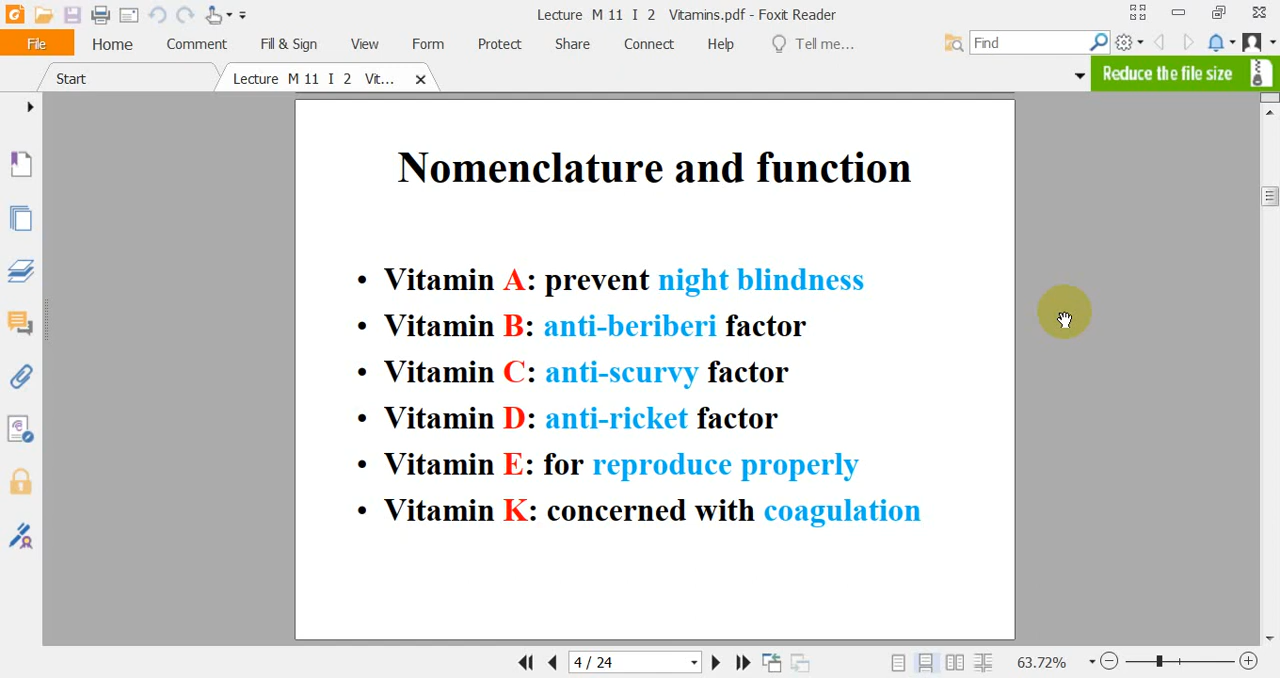 Lecture M 11 I 2 Vitamins.pdf - Foxit Reader
File Home Comment Fill & Sign View Form Protect Share Connect Help Tell me... Find
Start Lecture M 11 I 2 Vit... Reduce the file size
Nomenclature and function
• Vitamin A: prevent night blindness
• Vitamin B: anti-beriberi factor
• Vitamin C: anti-scurvy factor
• Vitamin D: anti-ricket factor
• Vitamin E: for reproduce properly
• Vitamin K: concerned with coagulation
4 / 24 63.72%